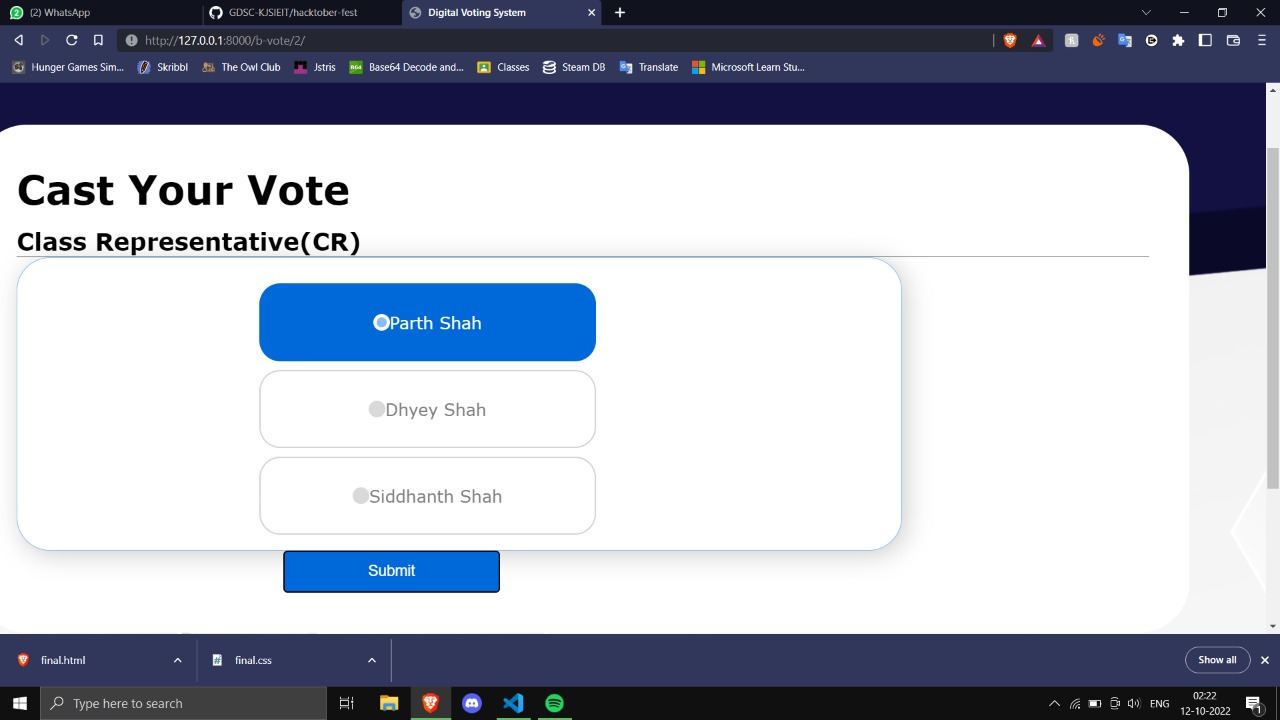 (2) WhatsApp
GDSC-KJSIEIT/hacktober-fest
Digital Voting System
http://127.0.0.1:8000/b-vote/2/
Hunger Games Sim...
Skribbl
The Owl Club
Jstris
Base64 Decode and...
Classes
Steam DB
Translate
Microsoft Learn Stu...
Cast Your Vote
Class Representative(CR)
Parth Shah
Dhyey Shah
Siddhanth Shah
Submit
final.html
final.css
Show all
Type here to search
ENG
02:22
12-10-2022